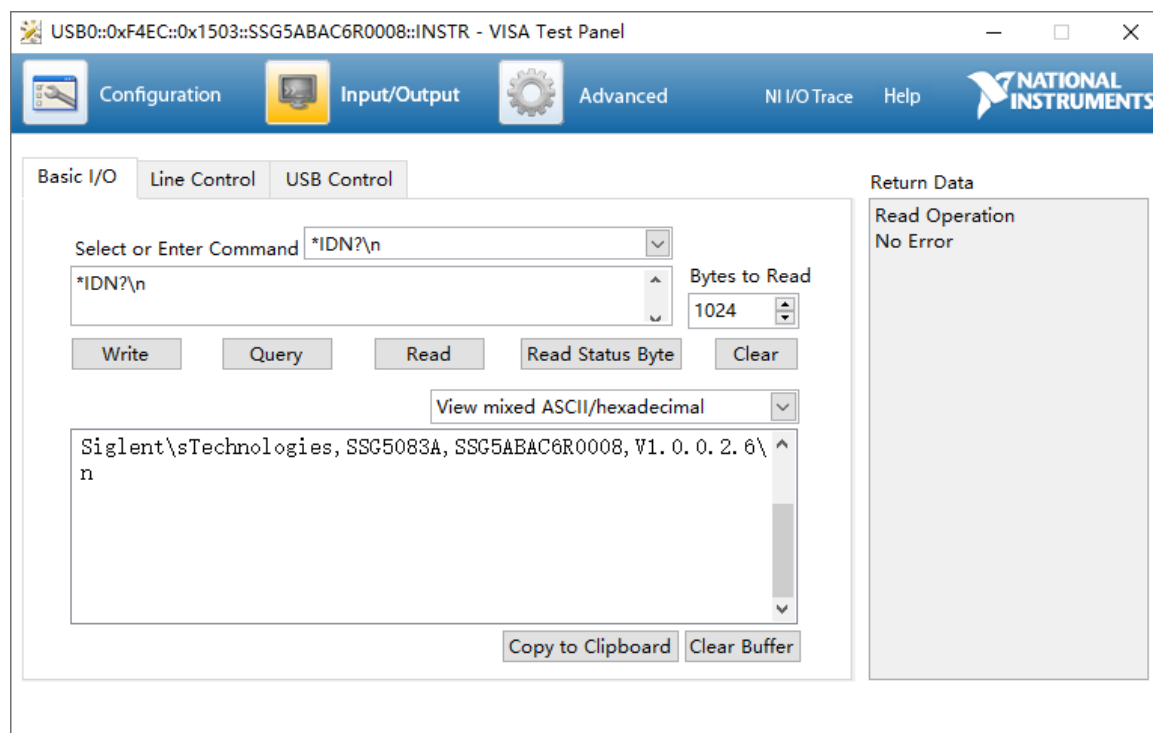 USB0::0xF4EC::0x1503::SSG5ABAC6R0008::INSTR - VISA Test Panel
Configuration
Input/Output
Advanced
NI I/O Trace
Help
NATIONAL
INSTRUMENTS
Basic I/O
Line Control
USB Control
Select or Enter Command
*IDN?\n
*IDN?\n
Bytes to Read
1024
Write
Query
Read
Read Status Byte
Clear
View mixed ASCII/hexadecimal
Siglent\sTechnologies,SSG5083A,SSG5ABAC6R0008,V1.0.0.2.6\
n
Copy to Clipboard
Clear Buffer
Return Data
Read Operation
No Error